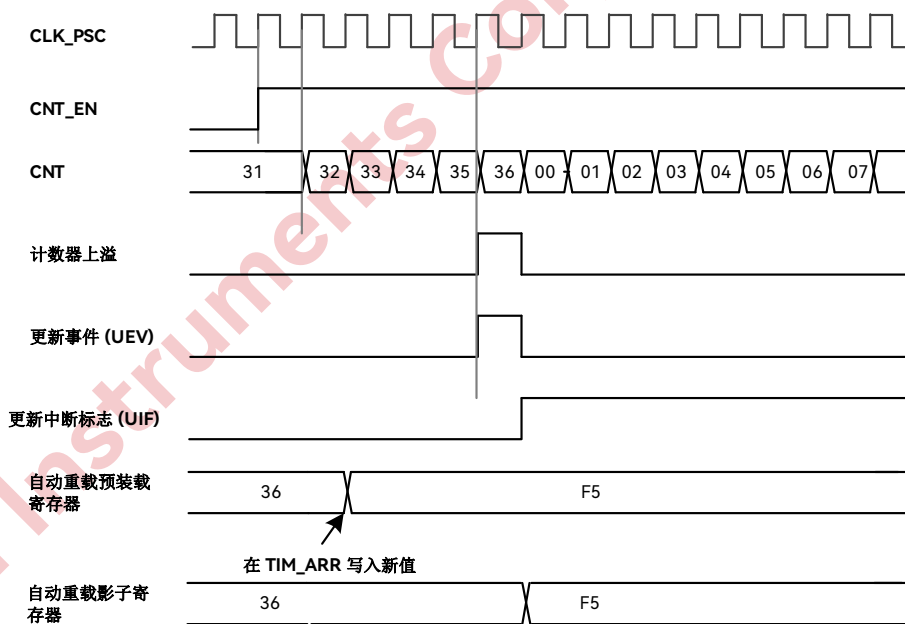 CLK_PSC
CNT_EN
CNT 31 32 33 34 35 36 00 01 02 03 04 05 06 07
计数器上溢
更新事件 (UEV)
更新中断标志 (UIF)
自动重载预装载
寄存器
36 F5
在 TIM_ARR 写入新值
自动重载影子寄
存器
36 F5
Instruments Con